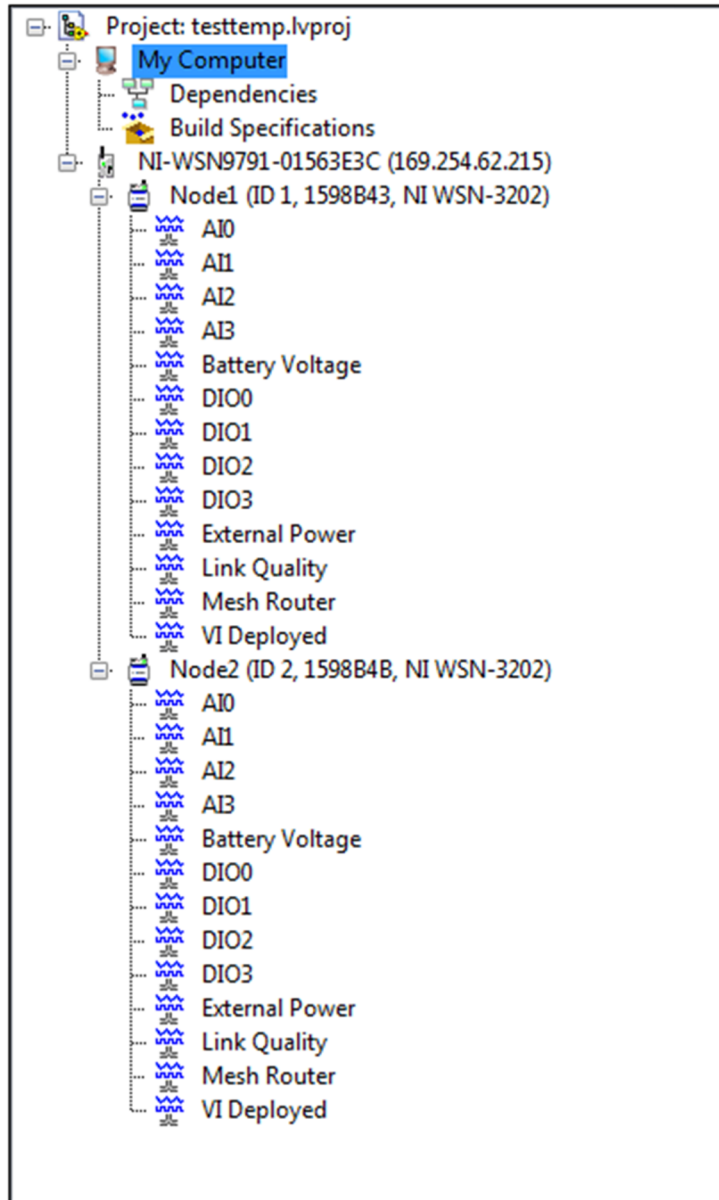 Project: testtemp.lvproj
My Computer
Dependencies
Build Specifications
NI-WSN9791-01563E3C (169.254.62.215)
Node1 (ID 1, 1598B43, NI WSN-3202)
AI0
AI1
AI2
AI3
Battery Voltage
DIO0
DIO1
DIO2
DIO3
External Power
Link Quality
Mesh Router
VI Deployed
Node2 (ID 2, 1598B4B, NI WSN-3202)
AI0
AI1
AI2
AI3
Battery Voltage
DIO0
DIO1
DIO2
DIO3
External Power
Link Quality
Mesh Router
VI Deployed